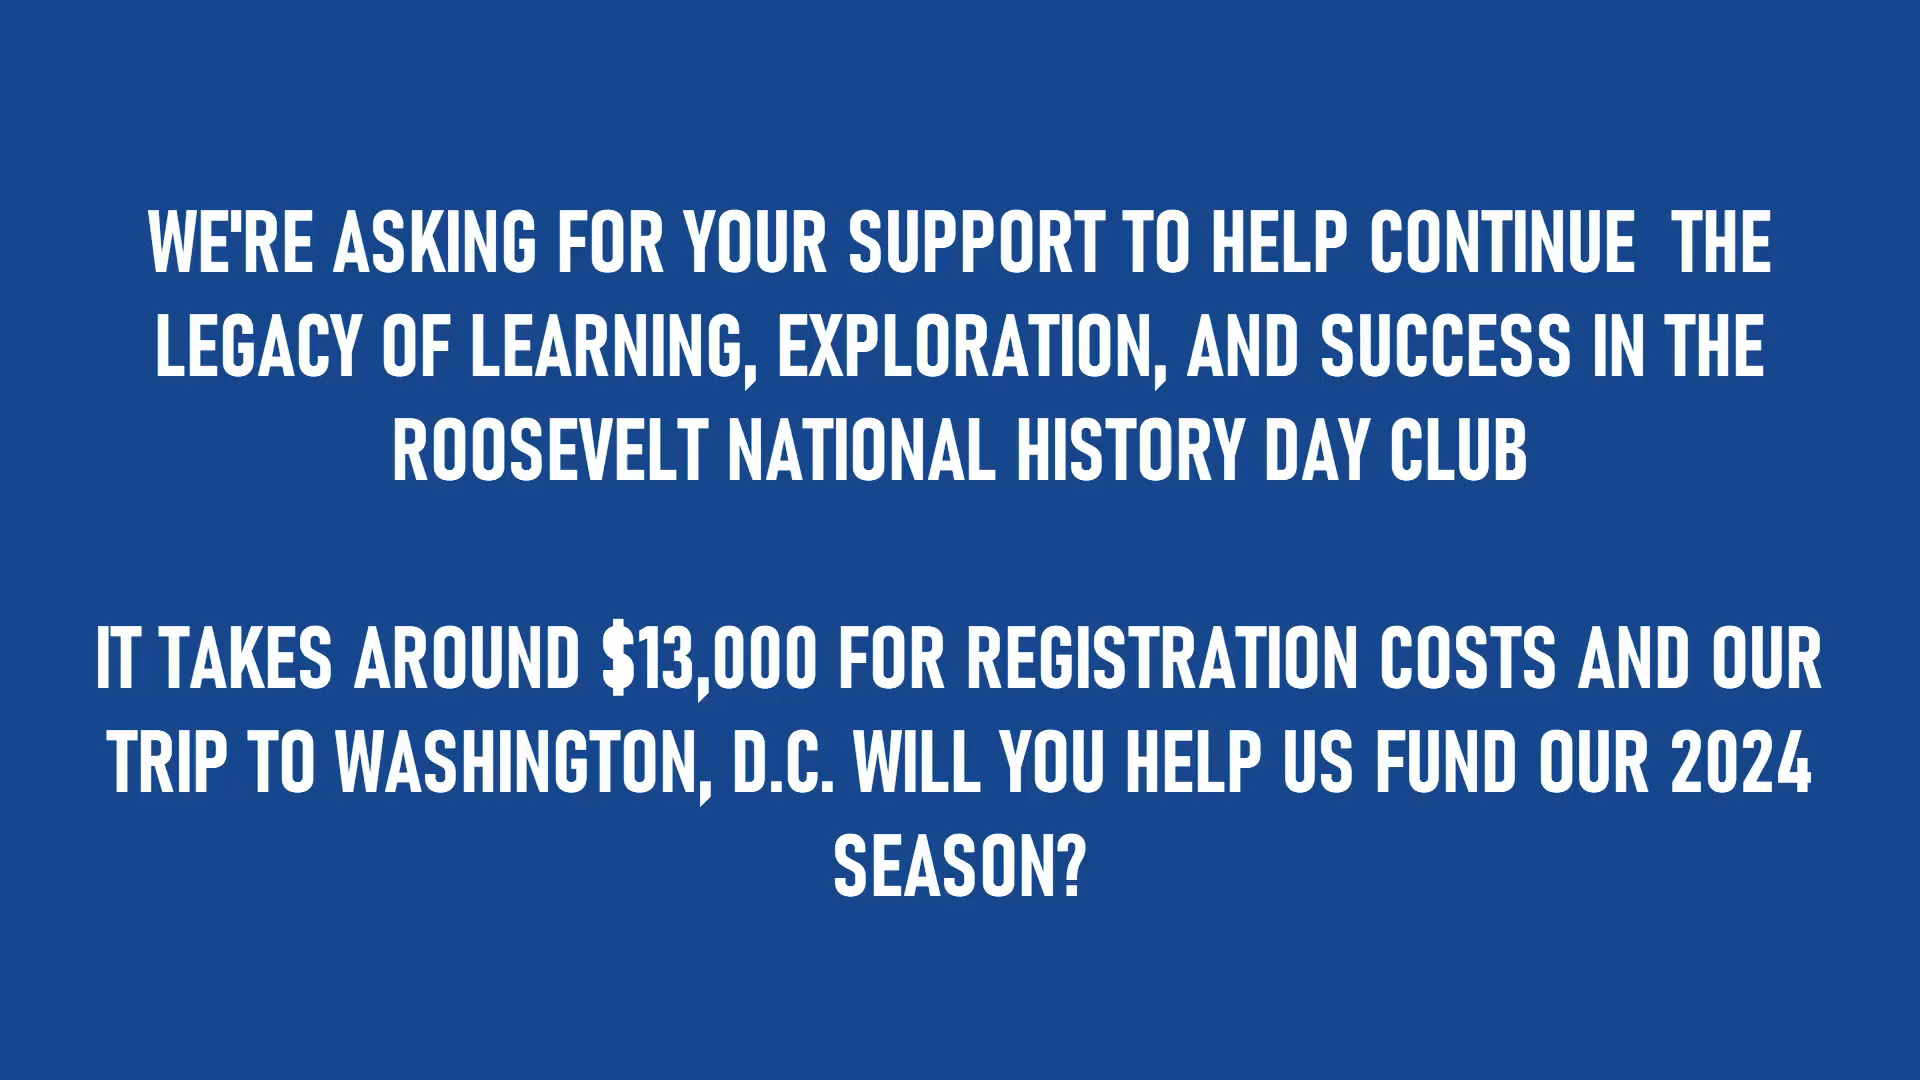 WE'RE ASKING FOR YOUR SUPPORT TO HELP CONTINUE  THE
LEGACY OF LEARNING, EXPLORATION, AND SUCCESS IN THE
ROOSEVELT NATIONAL HISTORY DAY CLUB
IT TAKES AROUND $13,000 FOR REGISTRATION COSTS AND OUR
TRIP TO WASHINGTON, D.C. WILL YOU HELP US FUND OUR 2024
SEASON?